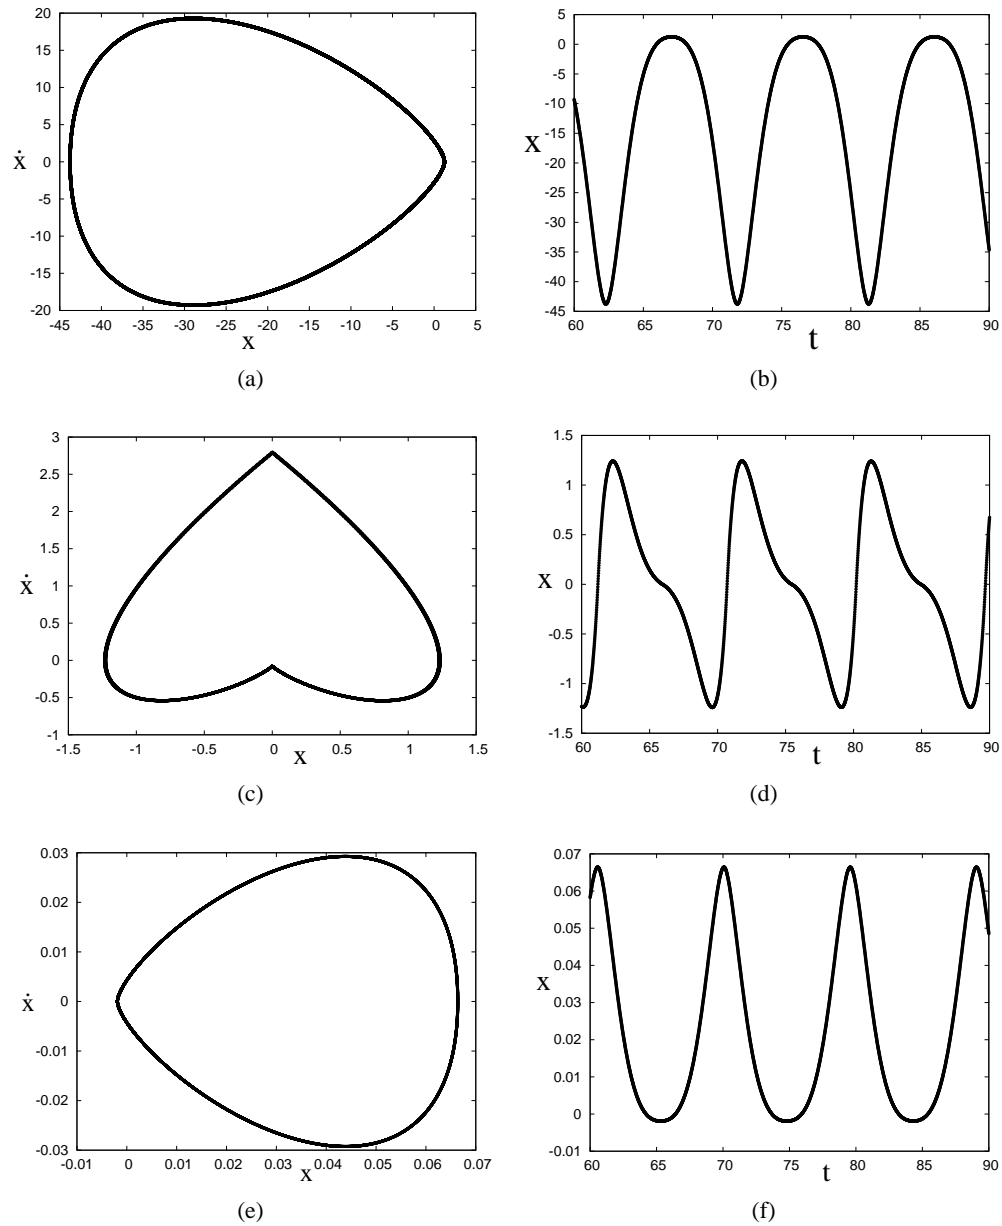 20
15
10
5
0
-5
-10
-15
-20
-45 -40 -35 -30 -25 -20 -15 -10 -5 0 5
ẋ
x
(a)
5
0
-5
-10
-15
-20
-25
-30
-35
-40
-45
60 65 70 75 80 85 90
x
t
(b)
3
2.5
2
1.5
1
0.5
0
-0.5
-1
-1.5 -1 -0.5 0 0.5 1 1.5
ẋ
x
(c)
1.5
1
0.5
0
-0.5
-1
-1.5
60 65 70 75 80 85 90
x
t
(d)
0.03
0.02
0.01
0
-0.01
-0.02
-0.03
-0.01 0 0.01 0.02 0.03 0.04 0.05 0.06 0.07
ẋ
x
(e)
0.07
0.06
0.05
0.04
0.03
0.02
0.01
0
-0.01
60 65 70 75 80 85 90
x
t
(f)